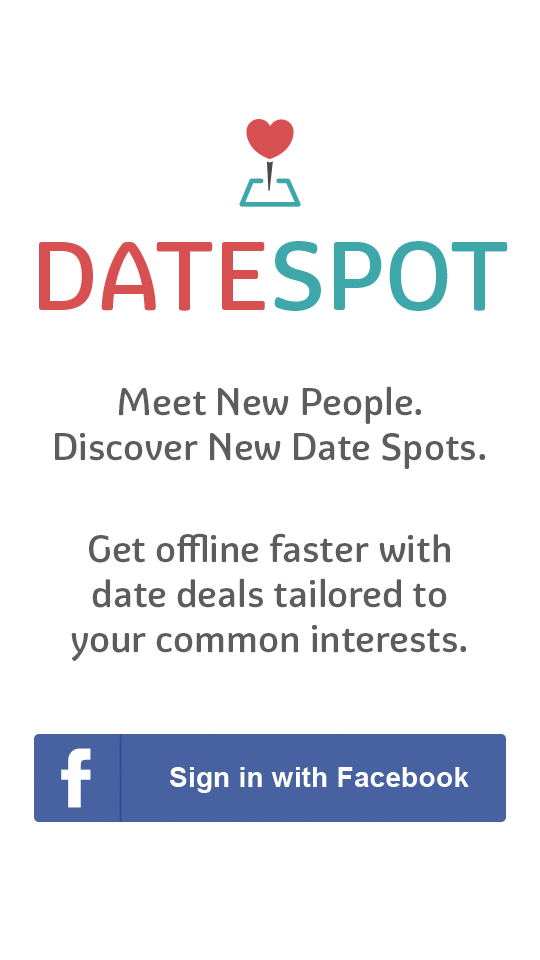 DATESPOT
Meet New People.
Discover New Date Spots.
Get offline faster with
date deals tailored to
your common interests.
f Sign in with Facebook